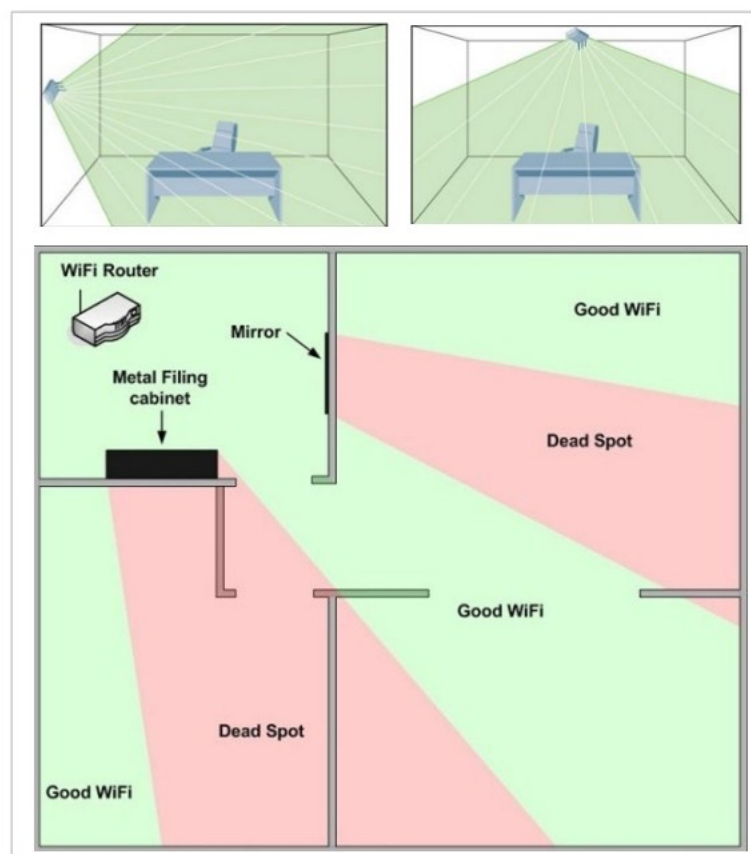 WiFi Router
Good WiFi
Mirror
Metal Filing
cabinet
Dead Spot
Good WiFi
Dead Spot
Good WiFi